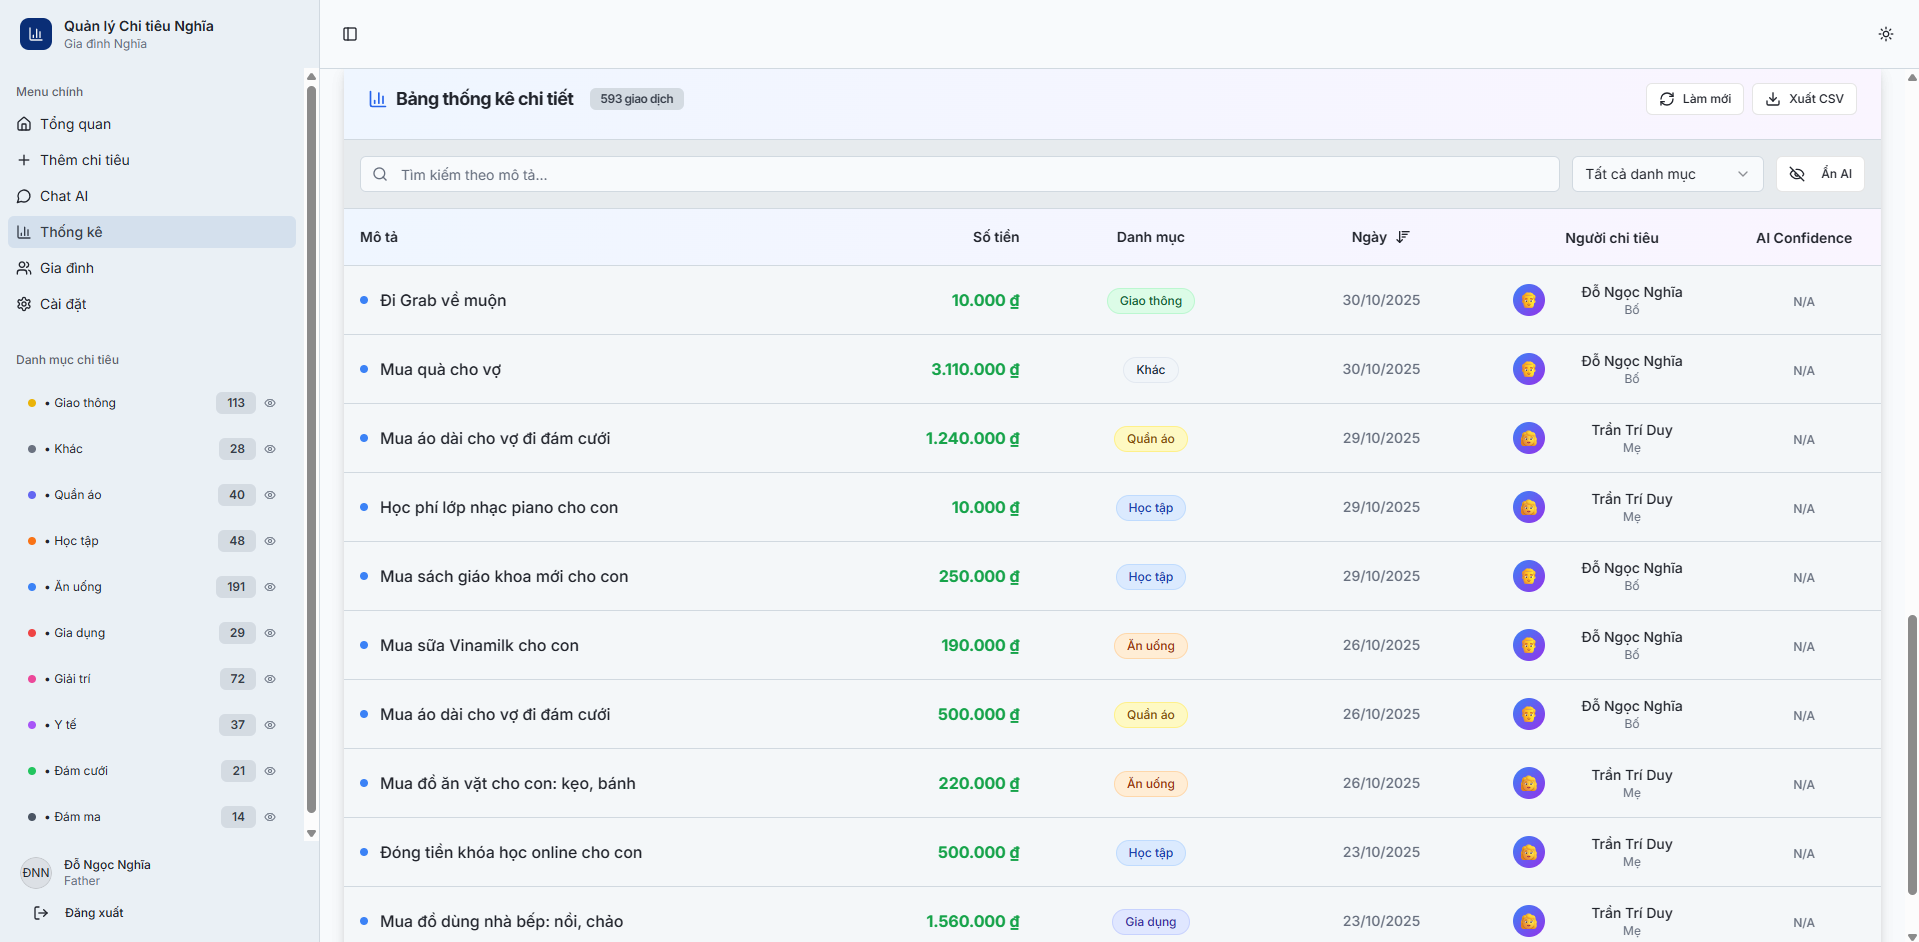 Quản lý Chi tiêu Nghĩa
Gia đình Nghĩa
Menu chính
Tổng quan
Thêm chi tiêu
Chat AI
Thống kê
Gia đình
Cài đặt
Danh mục chi tiêu
• Giao thông 113
• Khác 28
• Quần áo 40
• Học tập 48
• Ăn uống 191
• Gia dụng 29
• Giải trí 72
• Y tế 37
• Đám cưới 21
• Đám ma 14
ĐNN
Đỗ Ngọc Nghĩa
Father
Đăng xuất
Bảng thống kê chi tiết 593 giao dịch Làm mới Xuất CSV
Tìm kiếm theo mô tả... Tất cả danh mục Ẩn AI
Mô tả Số tiền Danh mục Ngày Người chi tiêu AI Confidence
Đi Grab về muộn 10.000 ₫ Giao thông 30/10/2025 Đỗ Ngọc Nghĩa N/A
Bố
Mua quà cho vợ 3.110.000 ₫ Khác 30/10/2025 Đỗ Ngọc Nghĩa N/A
Bố
Mua áo dài cho vợ đi đám cưới 1.240.000 ₫ Quần áo 29/10/2025 Trần Trí Duy N/A
Mẹ
Học phí lớp nhạc piano cho con 10.000 ₫ Học tập 29/10/2025 Trần Trí Duy N/A
Mẹ
Mua sách giáo khoa mới cho con 250.000 ₫ Học tập 29/10/2025 Đỗ Ngọc Nghĩa N/A
Bố
Mua sữa Vinamilk cho con 190.000 ₫ Ăn uống 26/10/2025 Đỗ Ngọc Nghĩa N/A
Bố
Mua áo dài cho vợ đi đám cưới 500.000 ₫ Quần áo 26/10/2025 Đỗ Ngọc Nghĩa N/A
Bố
Mua đồ ăn vặt cho con: kẹo, bánh 220.000 ₫ Ăn uống 26/10/2025 Trần Trí Duy N/A
Mẹ
Đóng tiền khóa học online cho con 500.000 ₫ Học tập 23/10/2025 Trần Trí Duy N/A
Mẹ
Mua đồ dùng nhà bếp: nồi, chảo 1.560.000 ₫ Gia dụng 23/10/2025 Trần Trí Duy N/A
Mẹ